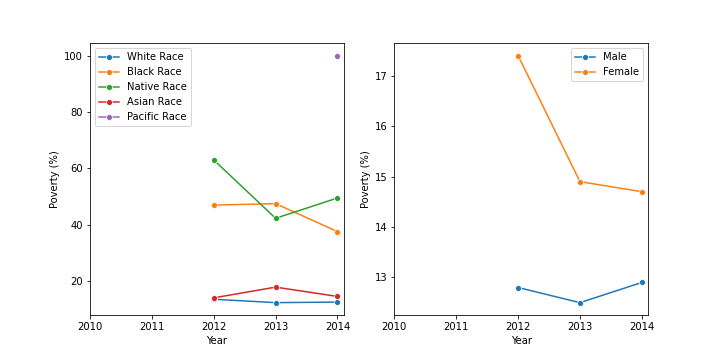 100
80
60
40
20
Poverty (%)
White Race
Black Race
Native Race
Asian Race
Pacific Race
2010 2011 2012 2013 2014
Year
17
16
15
14
13
Poverty (%)
Male
Female
2010 2011 2012 2013 2014
Year